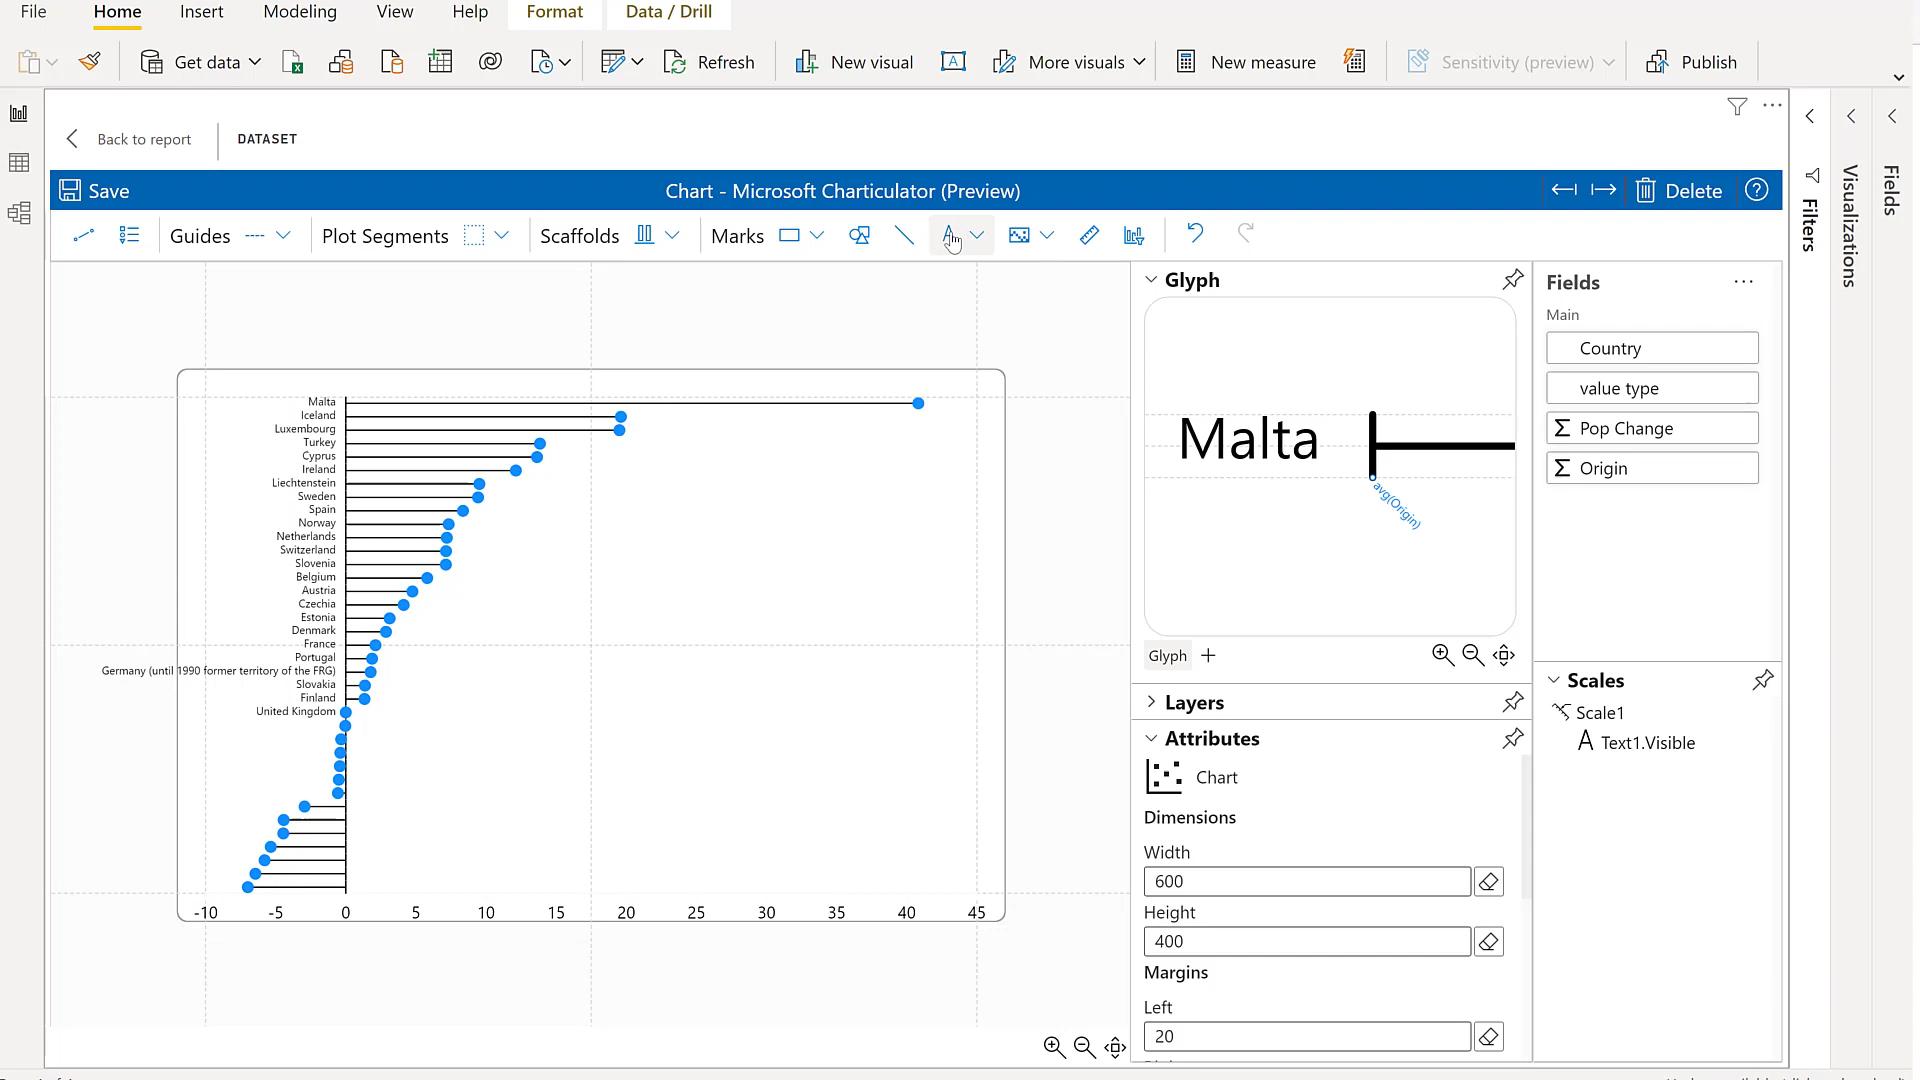 File Home Insert Modeling View Help Format Data / Drill
Get data Refresh New visual More visuals New measure Sensitivity (preview) Publish
Back to report DATASET
Save Chart - Microsoft Charticulator (Preview) Delete
Guides Plot Segments Scaffolds Marks
Filters
Visualizations
Fields
Malta
Iceland
Luxembourg
Turkey
Cyprus
Ireland
Liechtenstein
Sweden
Spain
Norway
Netherlands
Switzerland
Slovenia
Belgium
Austria
Czechia
Estonia
Denmark
France
Portugal
Germany (until 1990 former territory of the FRG)
Slovakia
Finland
United Kingdom
-10 -5 0 5 10 15 20 25 30 35 40 45
Glyph
Malta
avg(Origin)
Glyph
Layers
Attributes
Chart
Dimensions
Width
600
Height
400
Margins
Left
20
Fields
Main
Country
value type
Σ Pop Change
Σ Origin
Scales
Scale1
Text1.Visible